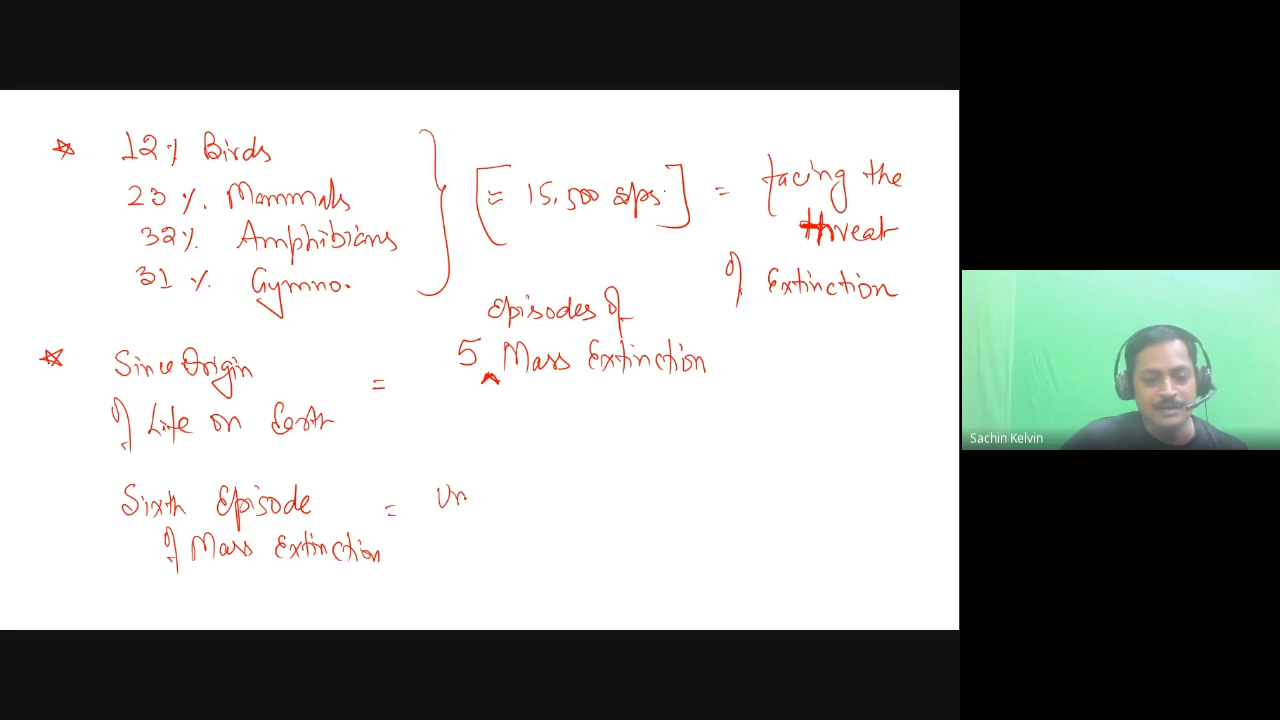 ☆ 12% Birds
23 %. Mammals
32% Amphibians
31 % Gymno.
[= 15,500 sps.] = facing the
threat
of Extinction
☆ Since Origin
of Life on Earth
=
Episodes of
5 ^ Mass Extinction
Sixth Episode
of Mass Extinction
= Un
Sachin Kelvin